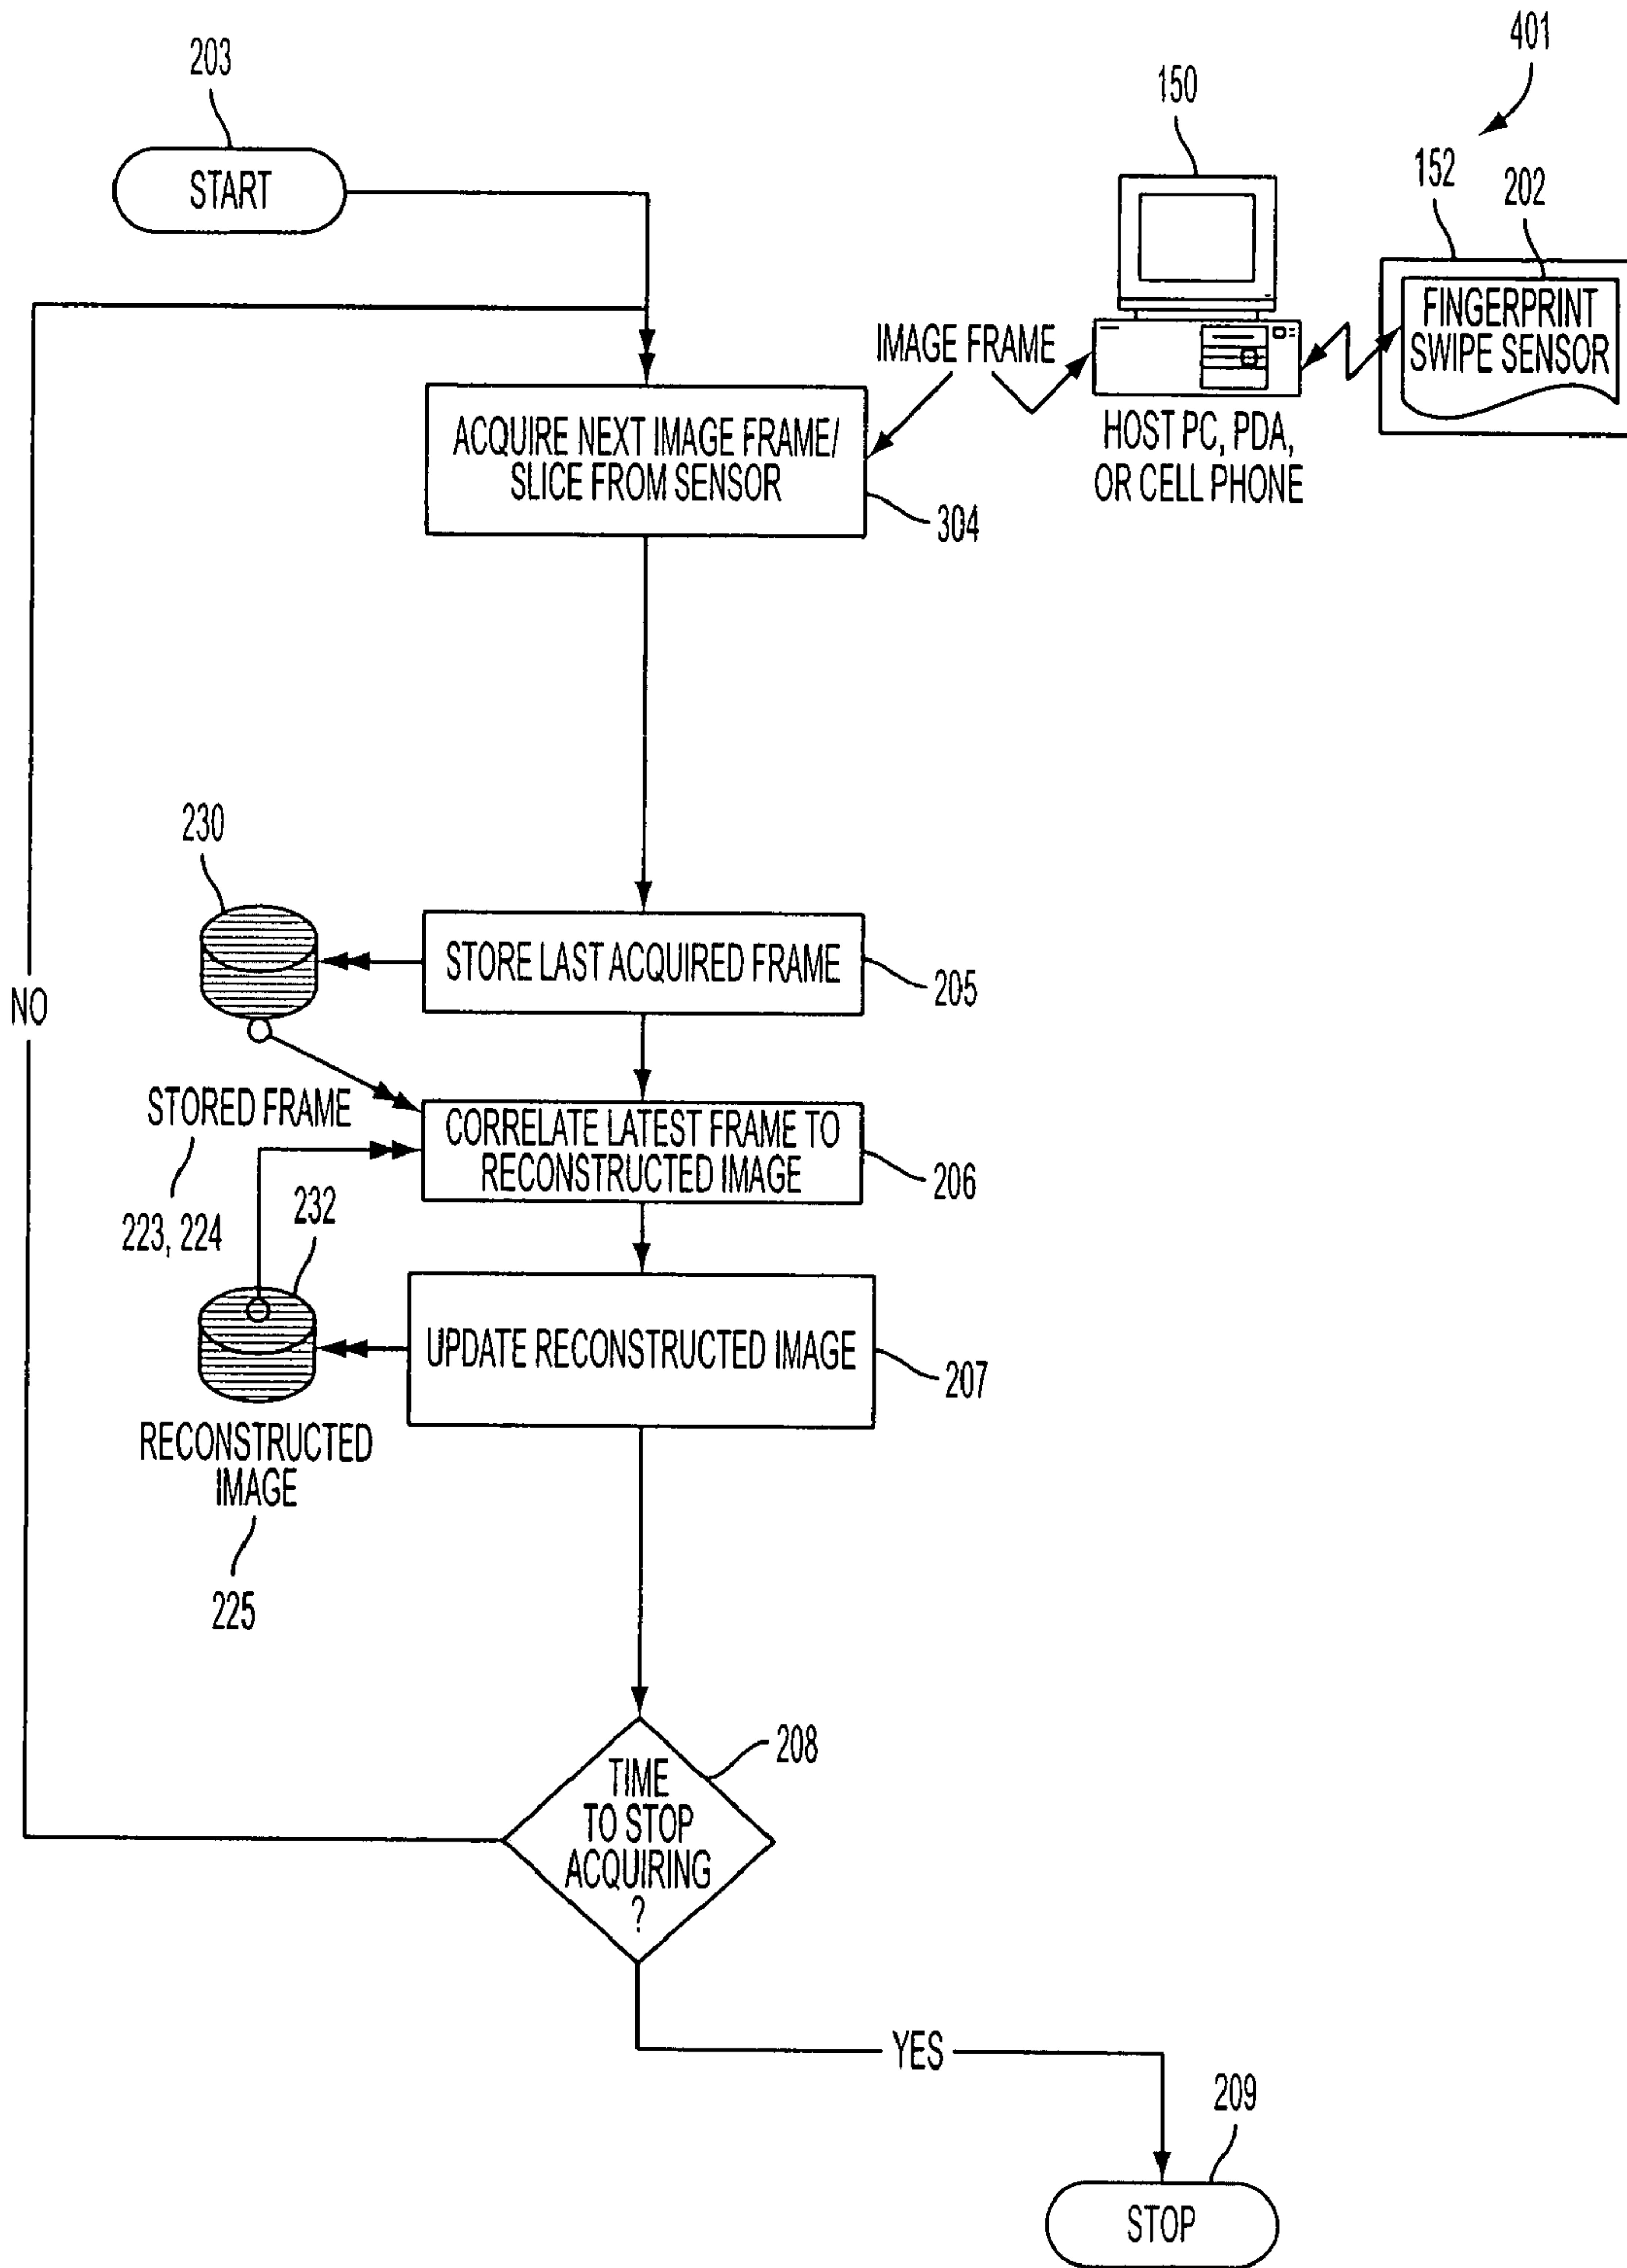 401
203
150
152
202
START
FINGERPRINT
SWIPE SENSOR
IMAGE FRAME
HOST PC, PDA,
OR CELL PHONE
ACQUIRE NEXT IMAGE FRAME/
SLICE FROM SENSOR
304
230
STORE LAST ACQUIRED FRAME
205
NO
STORED FRAME
223, 224
CORRELATE LATEST FRAME TO
RECONSTRUCTED IMAGE
206
232
UPDATE RECONSTRUCTED IMAGE
207
RECONSTRUCTED
IMAGE
225
208
TIME
TO STOP
ACQUIRING
?
YES
209
STOP